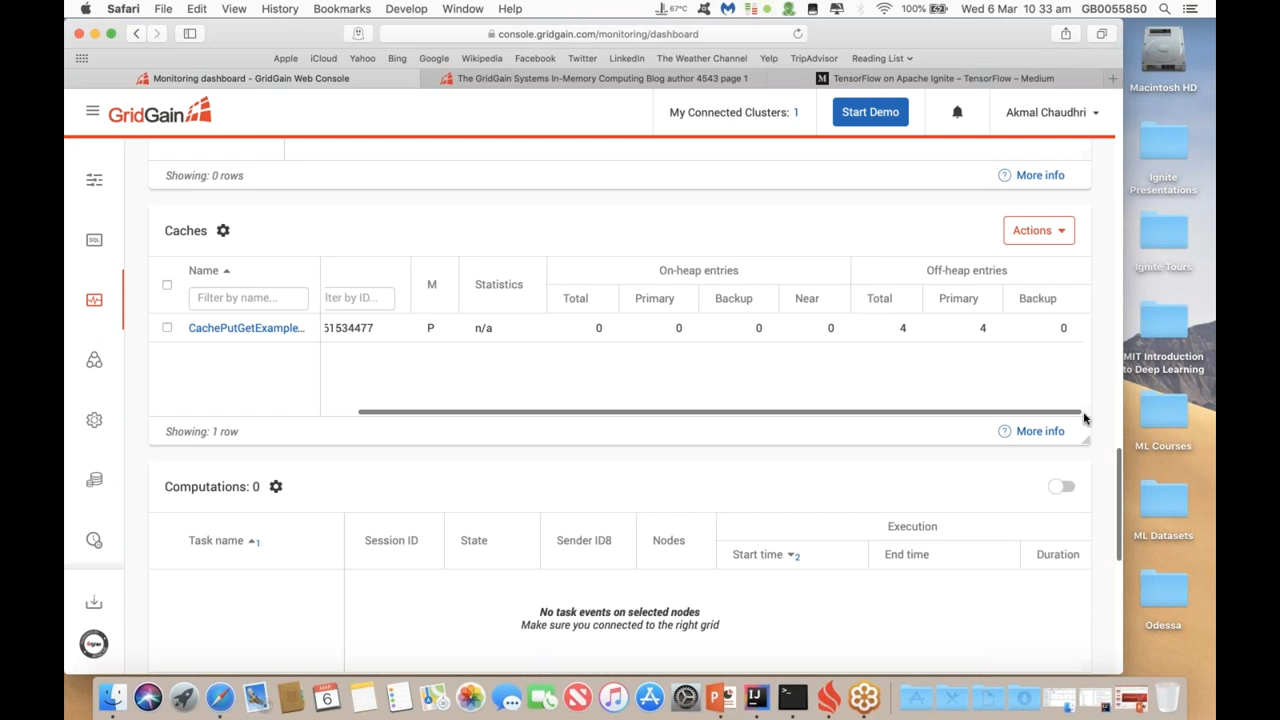 Safari File Edit View History Bookmarks Develop Window Help 67°C 100% Wed 6 Mar 10 33 am GB0055850
console.gridgain.com/monitoring/dashboard
Apple iCloud Yahoo Bing Google Wikipedia Facebook Twitter LinkedIn The Weather Channel Yelp TripAdvisor Reading List
Monitoring dashboard - GridGain Web Console
The GridGain Systems In-Memory Computing Blog author 4543 page 1
M TensorFlow on Apache Ignite – TensorFlow – Medium
GridGain
My Connected Clusters: 1
Start Demo
Akmal Chaudhri
Showing: 0 rows
? More info
Caches
Actions
Name
On-heap entries
Off-heap entries
Filter by name...
lter by ID...
M
Statistics
Total Primary Backup Near Total Primary Backup
CachePutGetExample... 51534477 P n/a 0 0 0 0 4 4 0
Showing: 1 row
? More info
Computations: 0
Task name 1
Session ID
State
Sender ID8
Nodes
Execution
Start time 2
End time
Duration
No task events on selected nodes
Make sure you connected to the right grid
SQL
Macintosh HD
Ignite
Presentations
Ignite Tours
MIT Introduction
to Deep Learning
ML Courses
ML Datasets
Odessa
MAR
6